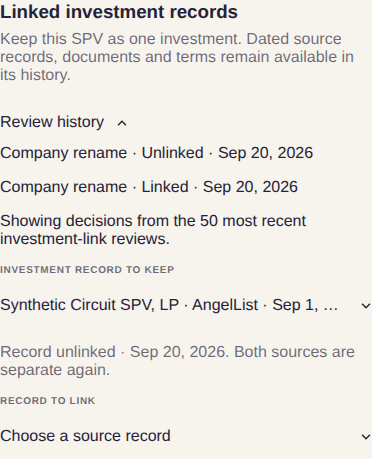 Linked investment records
Keep this SPV as one investment. Dated source
records, documents and terms remain available in
its history.
Review history
Company rename · Unlinked · Sep 20, 2026
Company rename · Linked · Sep 20, 2026
Showing decisions from the 50 most recent
investment-link reviews.
INVESTMENT RECORD TO KEEP
Synthetic Circuit SPV, LP · AngelList · Sep 1, …
Record unlinked · Sep 20, 2026. Both sources are
separate again.
RECORD TO LINK
Choose a source record